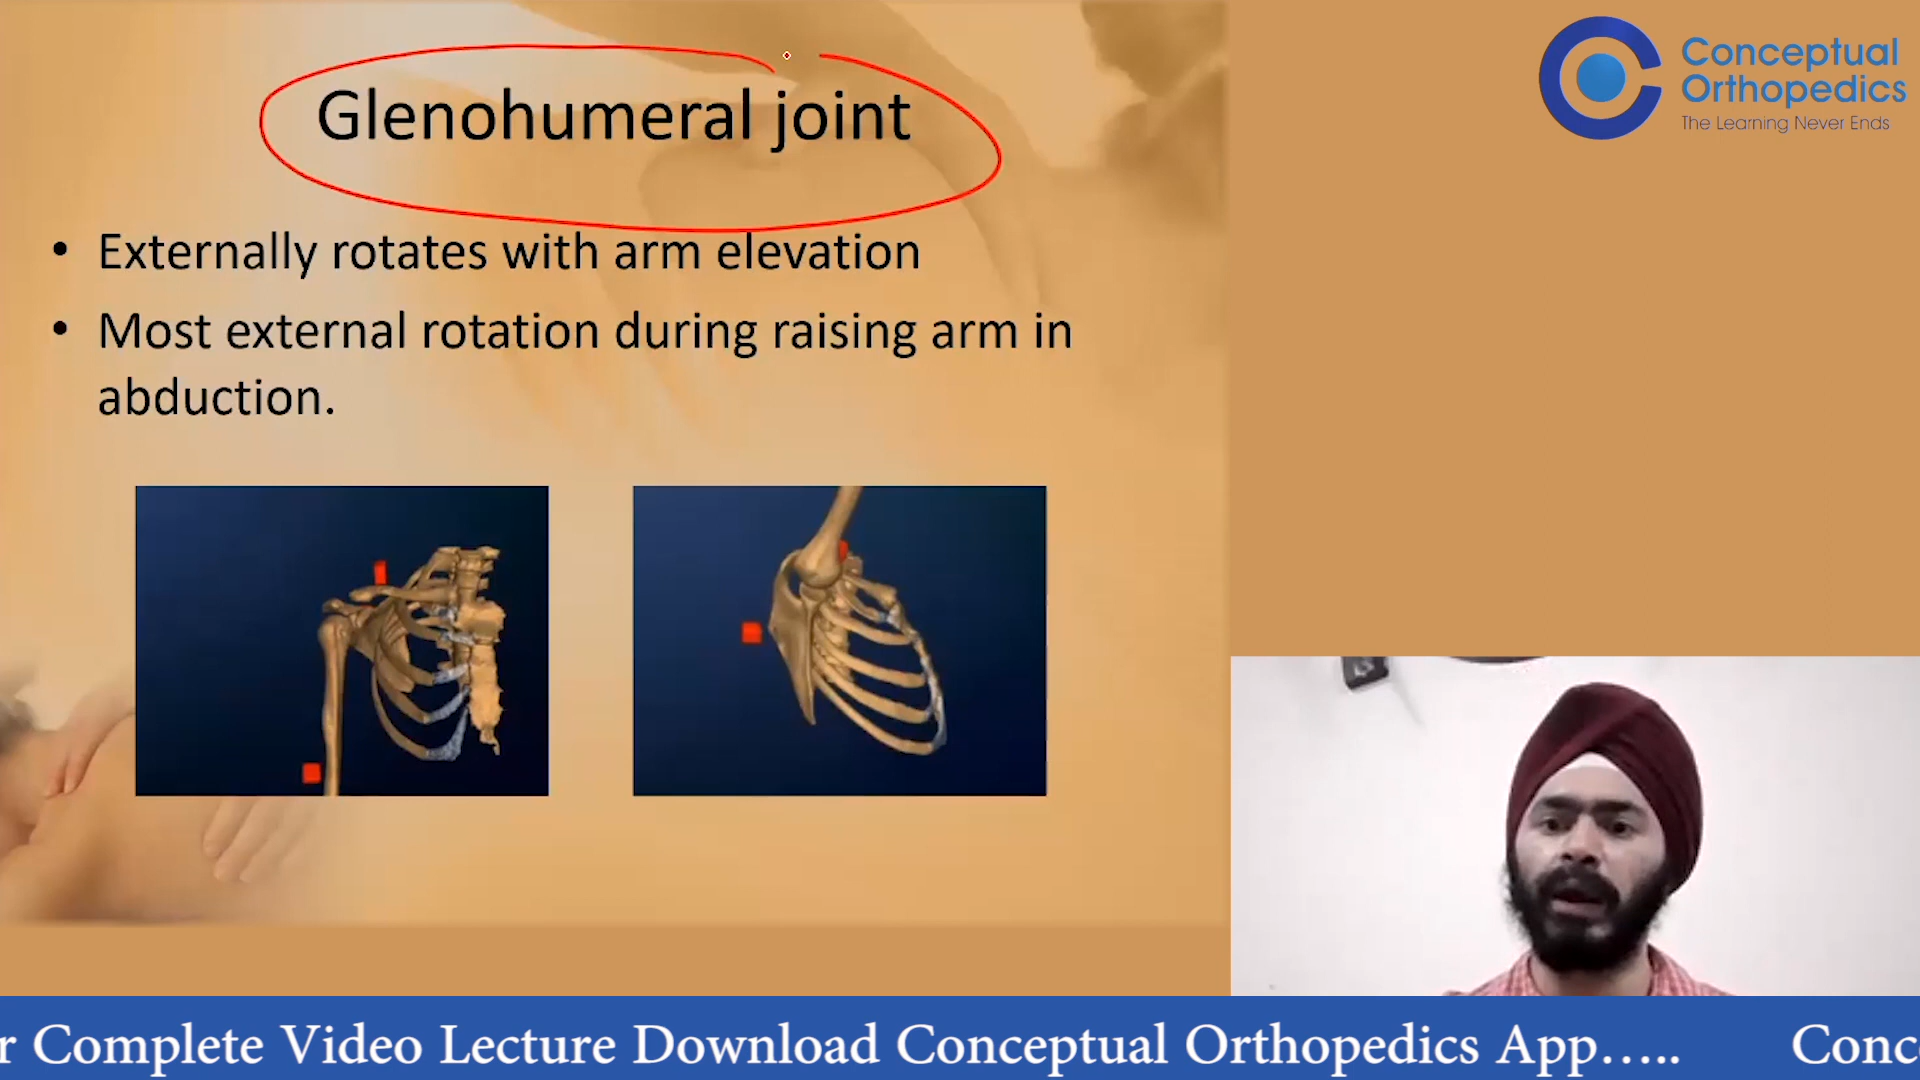 Glenohumeral joint
• Externally rotates with arm elevation
• Most external rotation during raising arm in
abduction.
Conceptual
Orthopedics
The Learning Never Ends
r Complete Video Lecture Download Conceptual Orthopedics App..... Conc